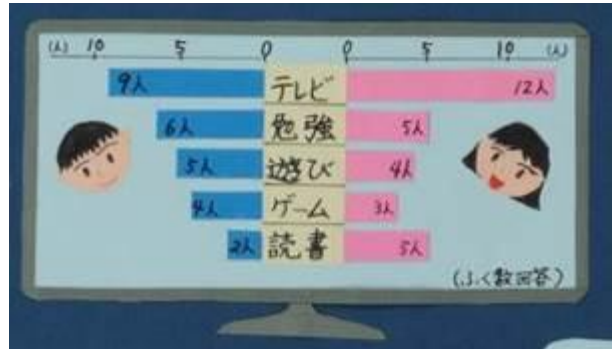 (人) 10 5 0 0 5 10 (人)
9人 テレビ 12人
6人 勉強 5人
5人 遊び 4人
4人 ゲーム 3人
2人 読書 5人
(ふく数回答)